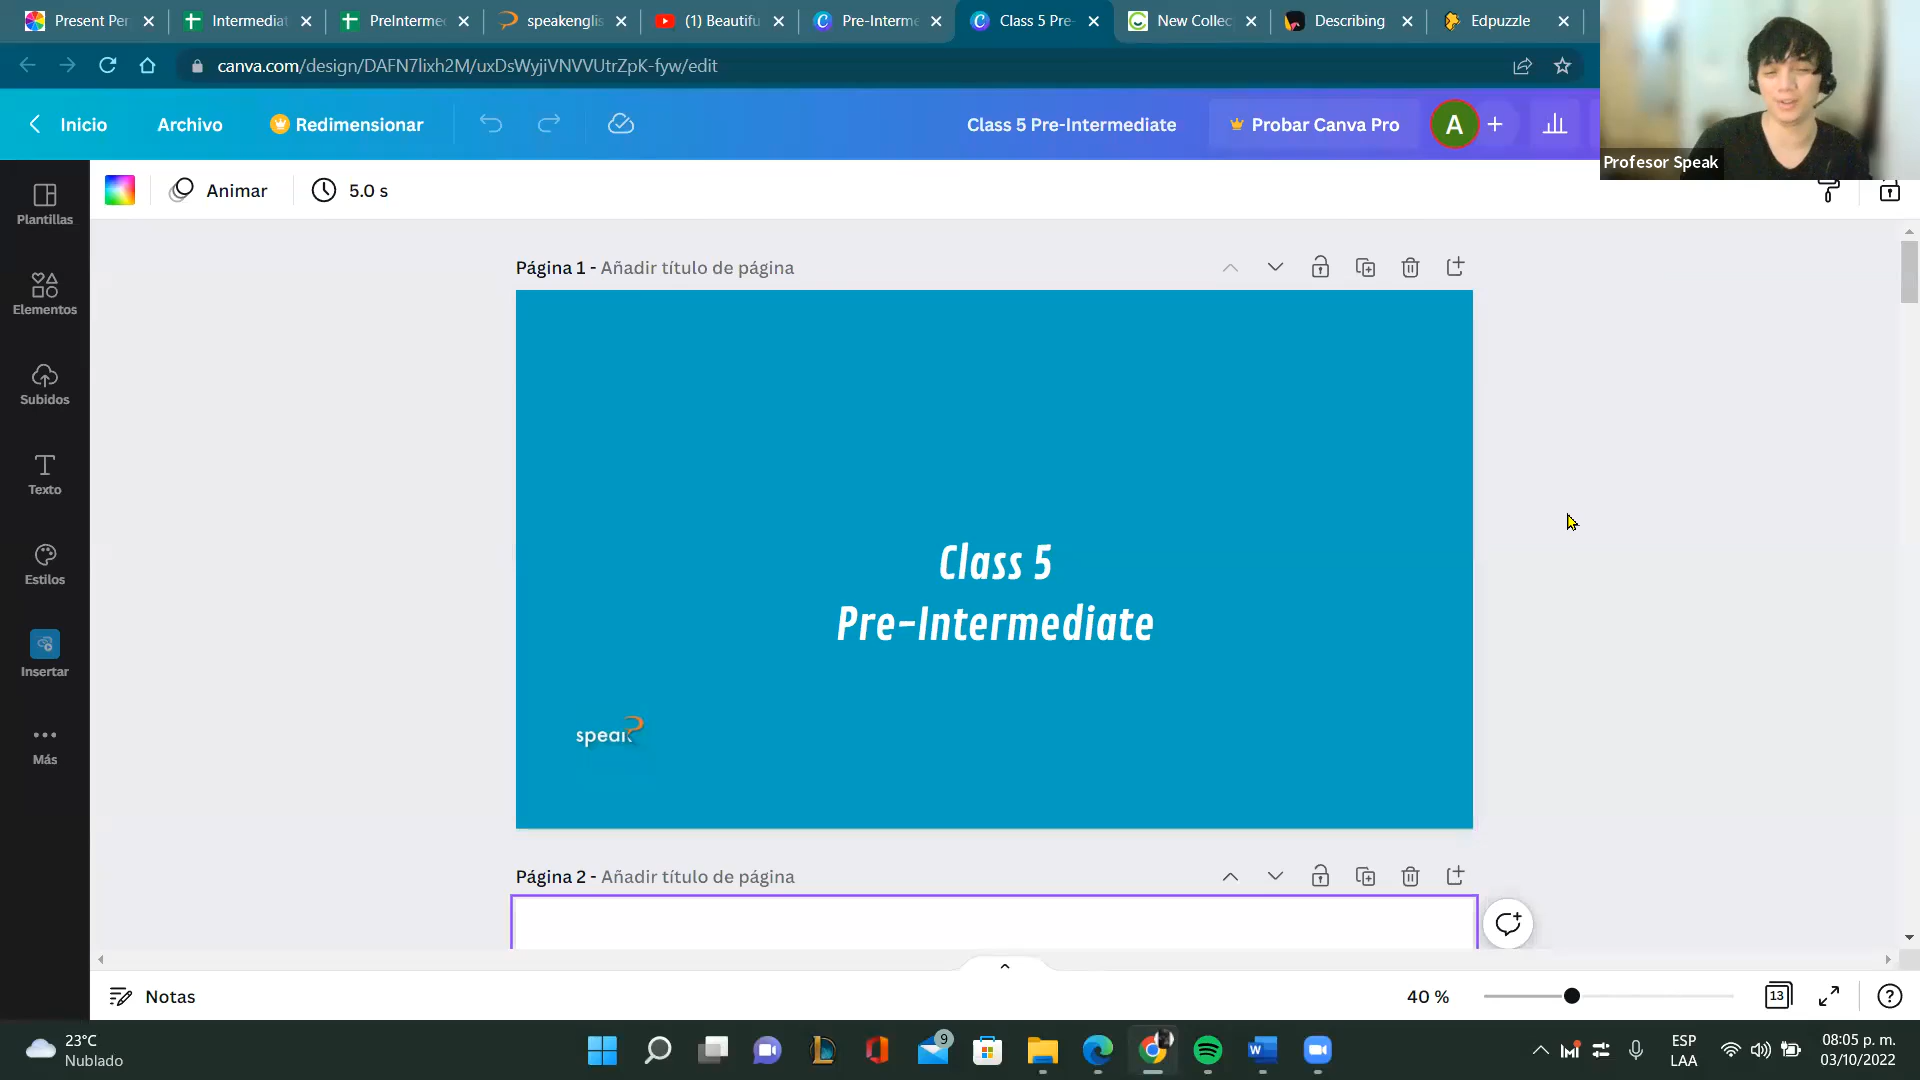 Present Per
Intermediat
PreInterme
speakenglis
(1) Beautifu
Pre-Interme
Class 5 Pre-
New Collec
Describing
Edpuzzle
canva.com/design/DAFN7lixh2M/uxDsWyjiVNVVUtrZpK-fyw/edit
Inicio
Archivo
Redimensionar
Class 5 Pre-Intermediate
Probar Canva Pro
A
Profesor Speak
Animar
5.0 s
Plantillas
Elementos
Subidos
Texto
Estilos
Insertar
Más
Página 1 - Añadir título de página
Class 5
Pre-Intermediate
speak
Página 2 - Añadir título de página
Notas
40 %
13
23°C
Nublado
9
ESP
LAA
08:05 p. m.
03/10/2022